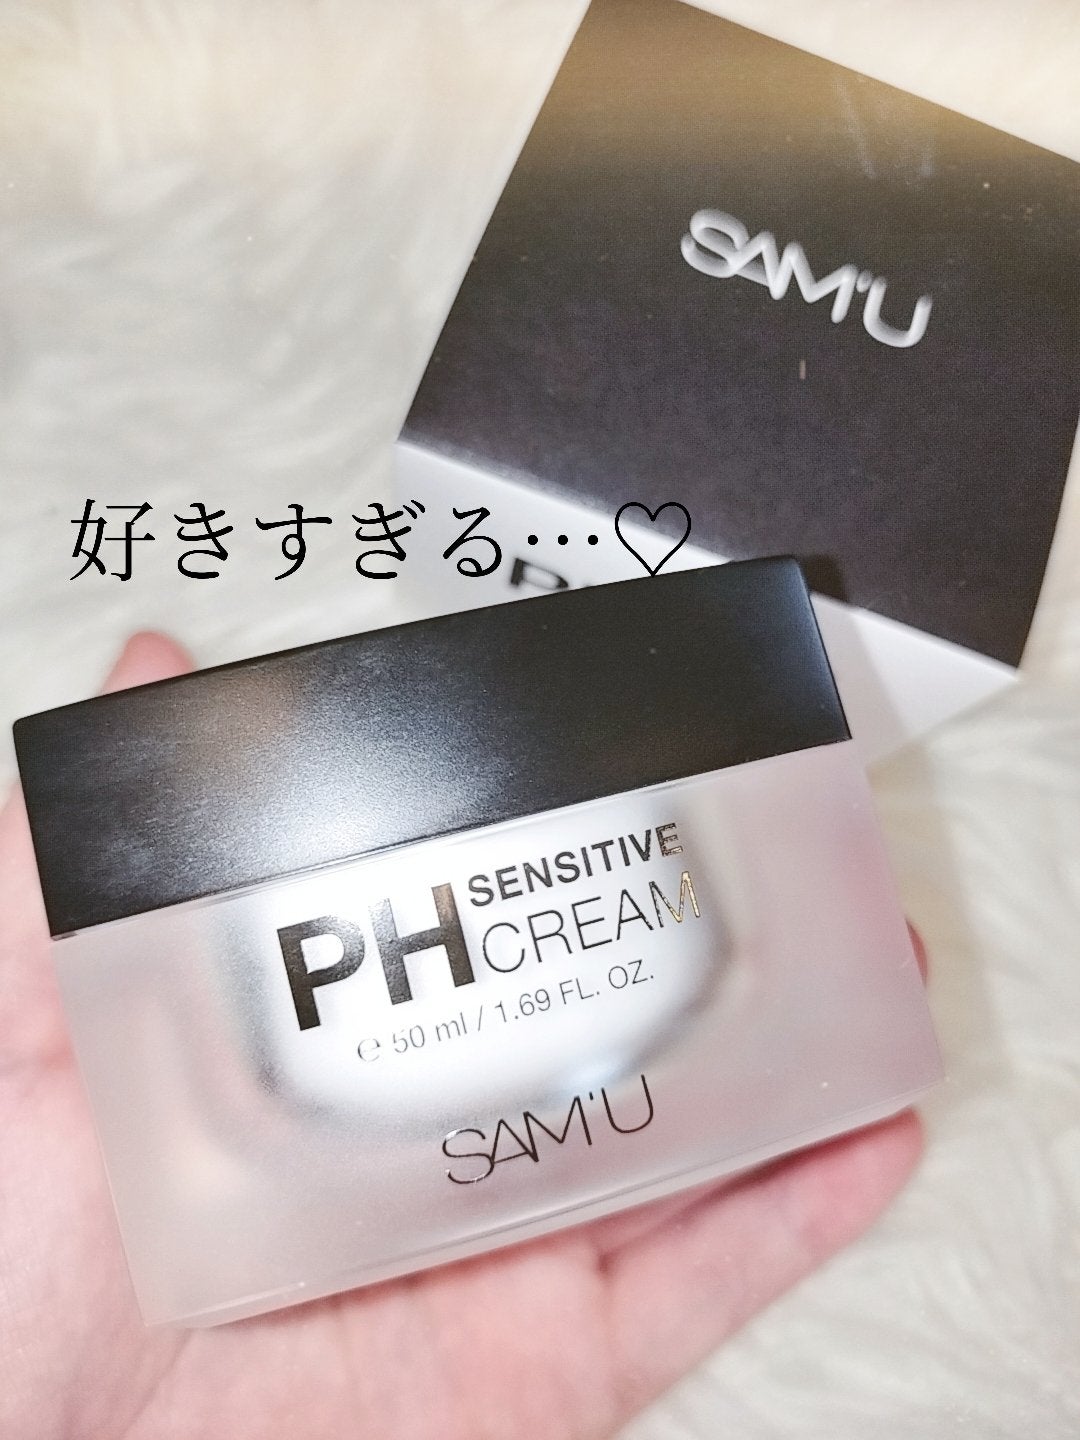 SAM'U
好きすぎる…♡
PH SENSITIVE
CREAM
e 50 ml / 1.69 FL. OZ.
SAM'U